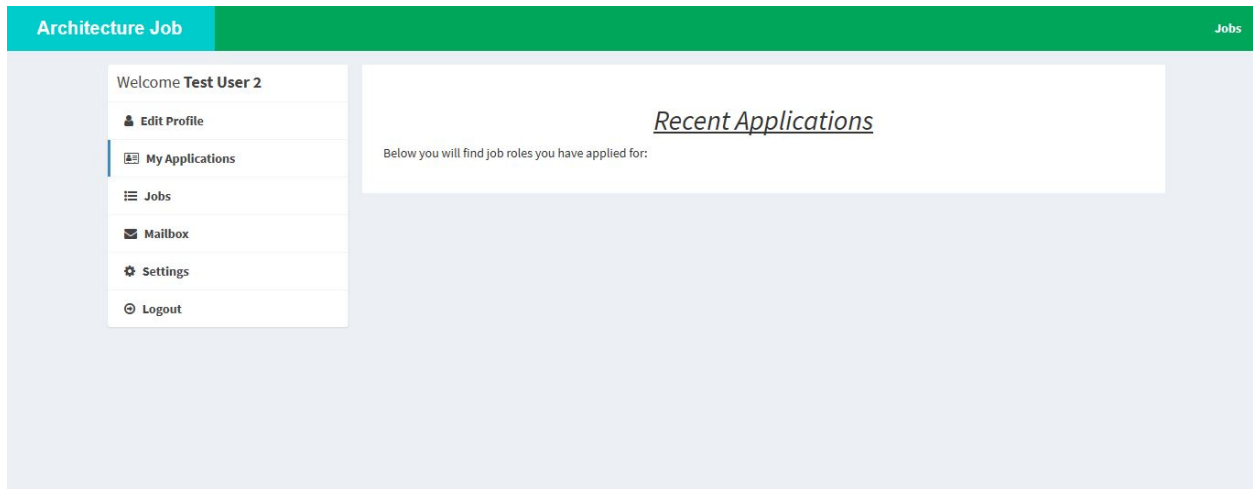 Architecture Job
Jobs
Welcome Test User 2
Edit Profile
My Applications
Jobs
Mailbox
Settings
Logout
Recent Applications
Below you will find job roles you have applied for: